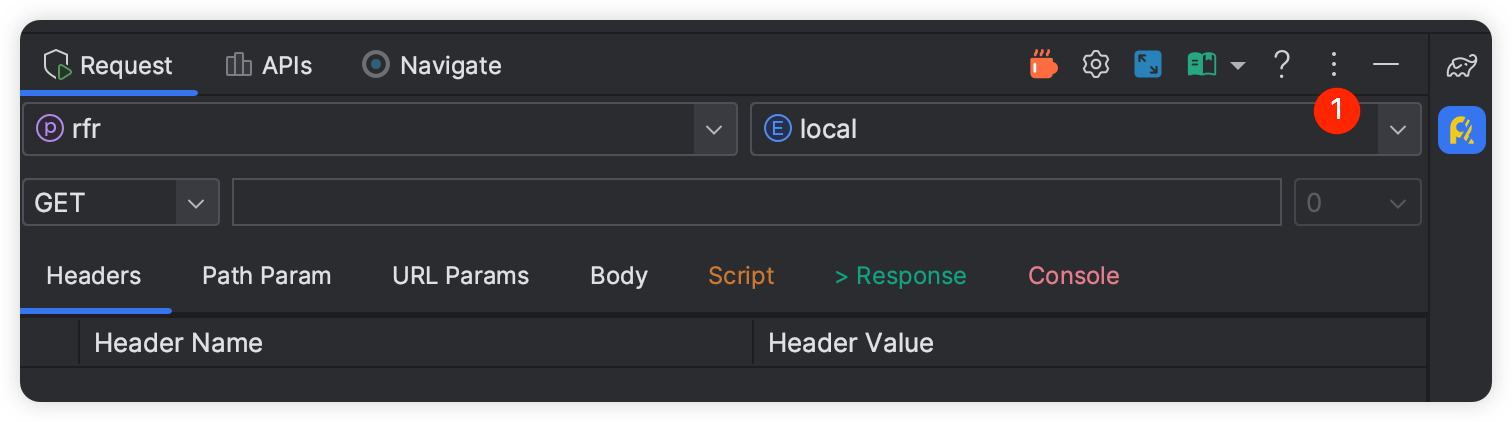 Request APIs Navigate ?
1
p rfr E local
GET 0
Headers Path Param URL Params Body Script > Response Console
Header Name Header Value